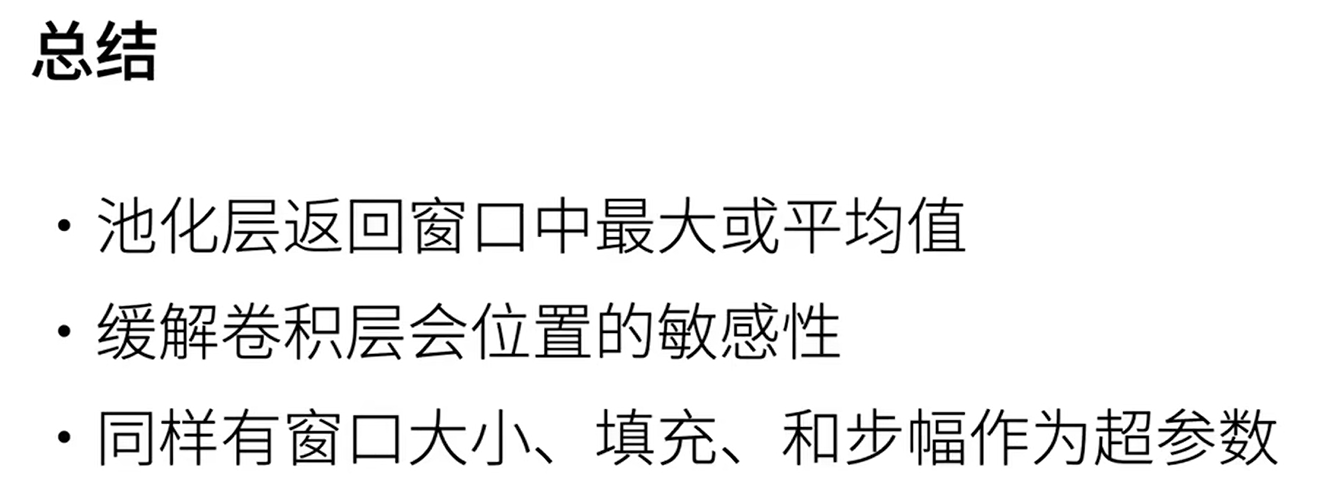 总结
• 池化层返回窗口中最大或平均值
• 缓解卷积层会位置的敏感性
• 同样有窗口大小、填充、和步幅作为超参数